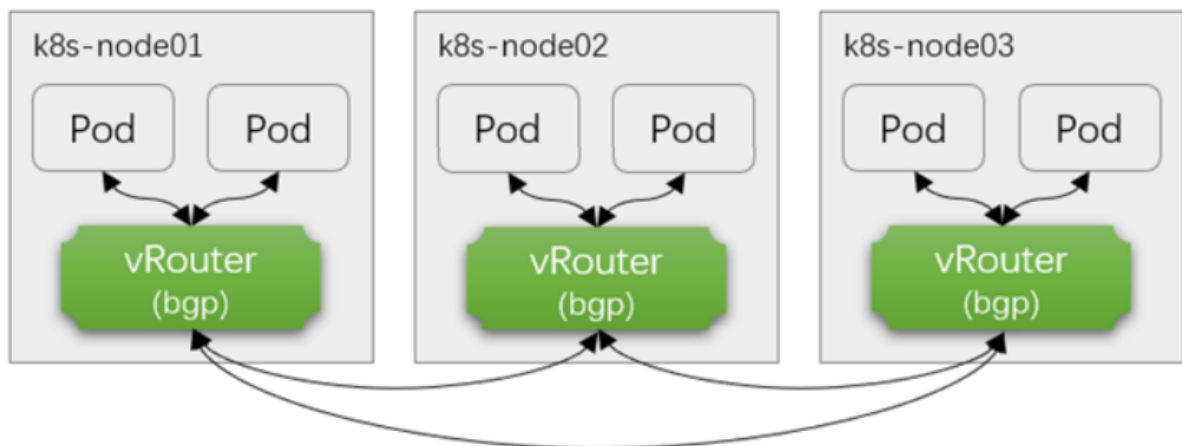 k8s-node01
k8s-node02
k8s-node03
Pod
Pod
Pod
Pod
Pod
Pod
vRouter
(bgp)
vRouter
(bgp)
vRouter
(bgp)